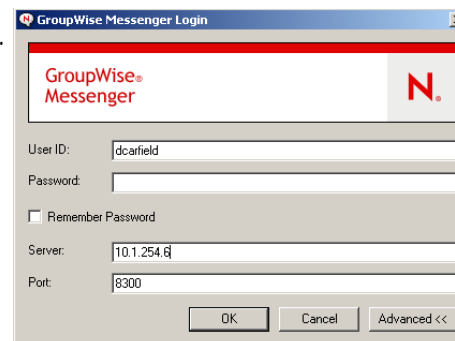 GroupWise Messenger Login
GroupWise®
Messenger
N®
User ID: dcarfield
Password:
Remember Password
Server: 10.1.254.6
Port: 8300
OK Cancel Advanced <<